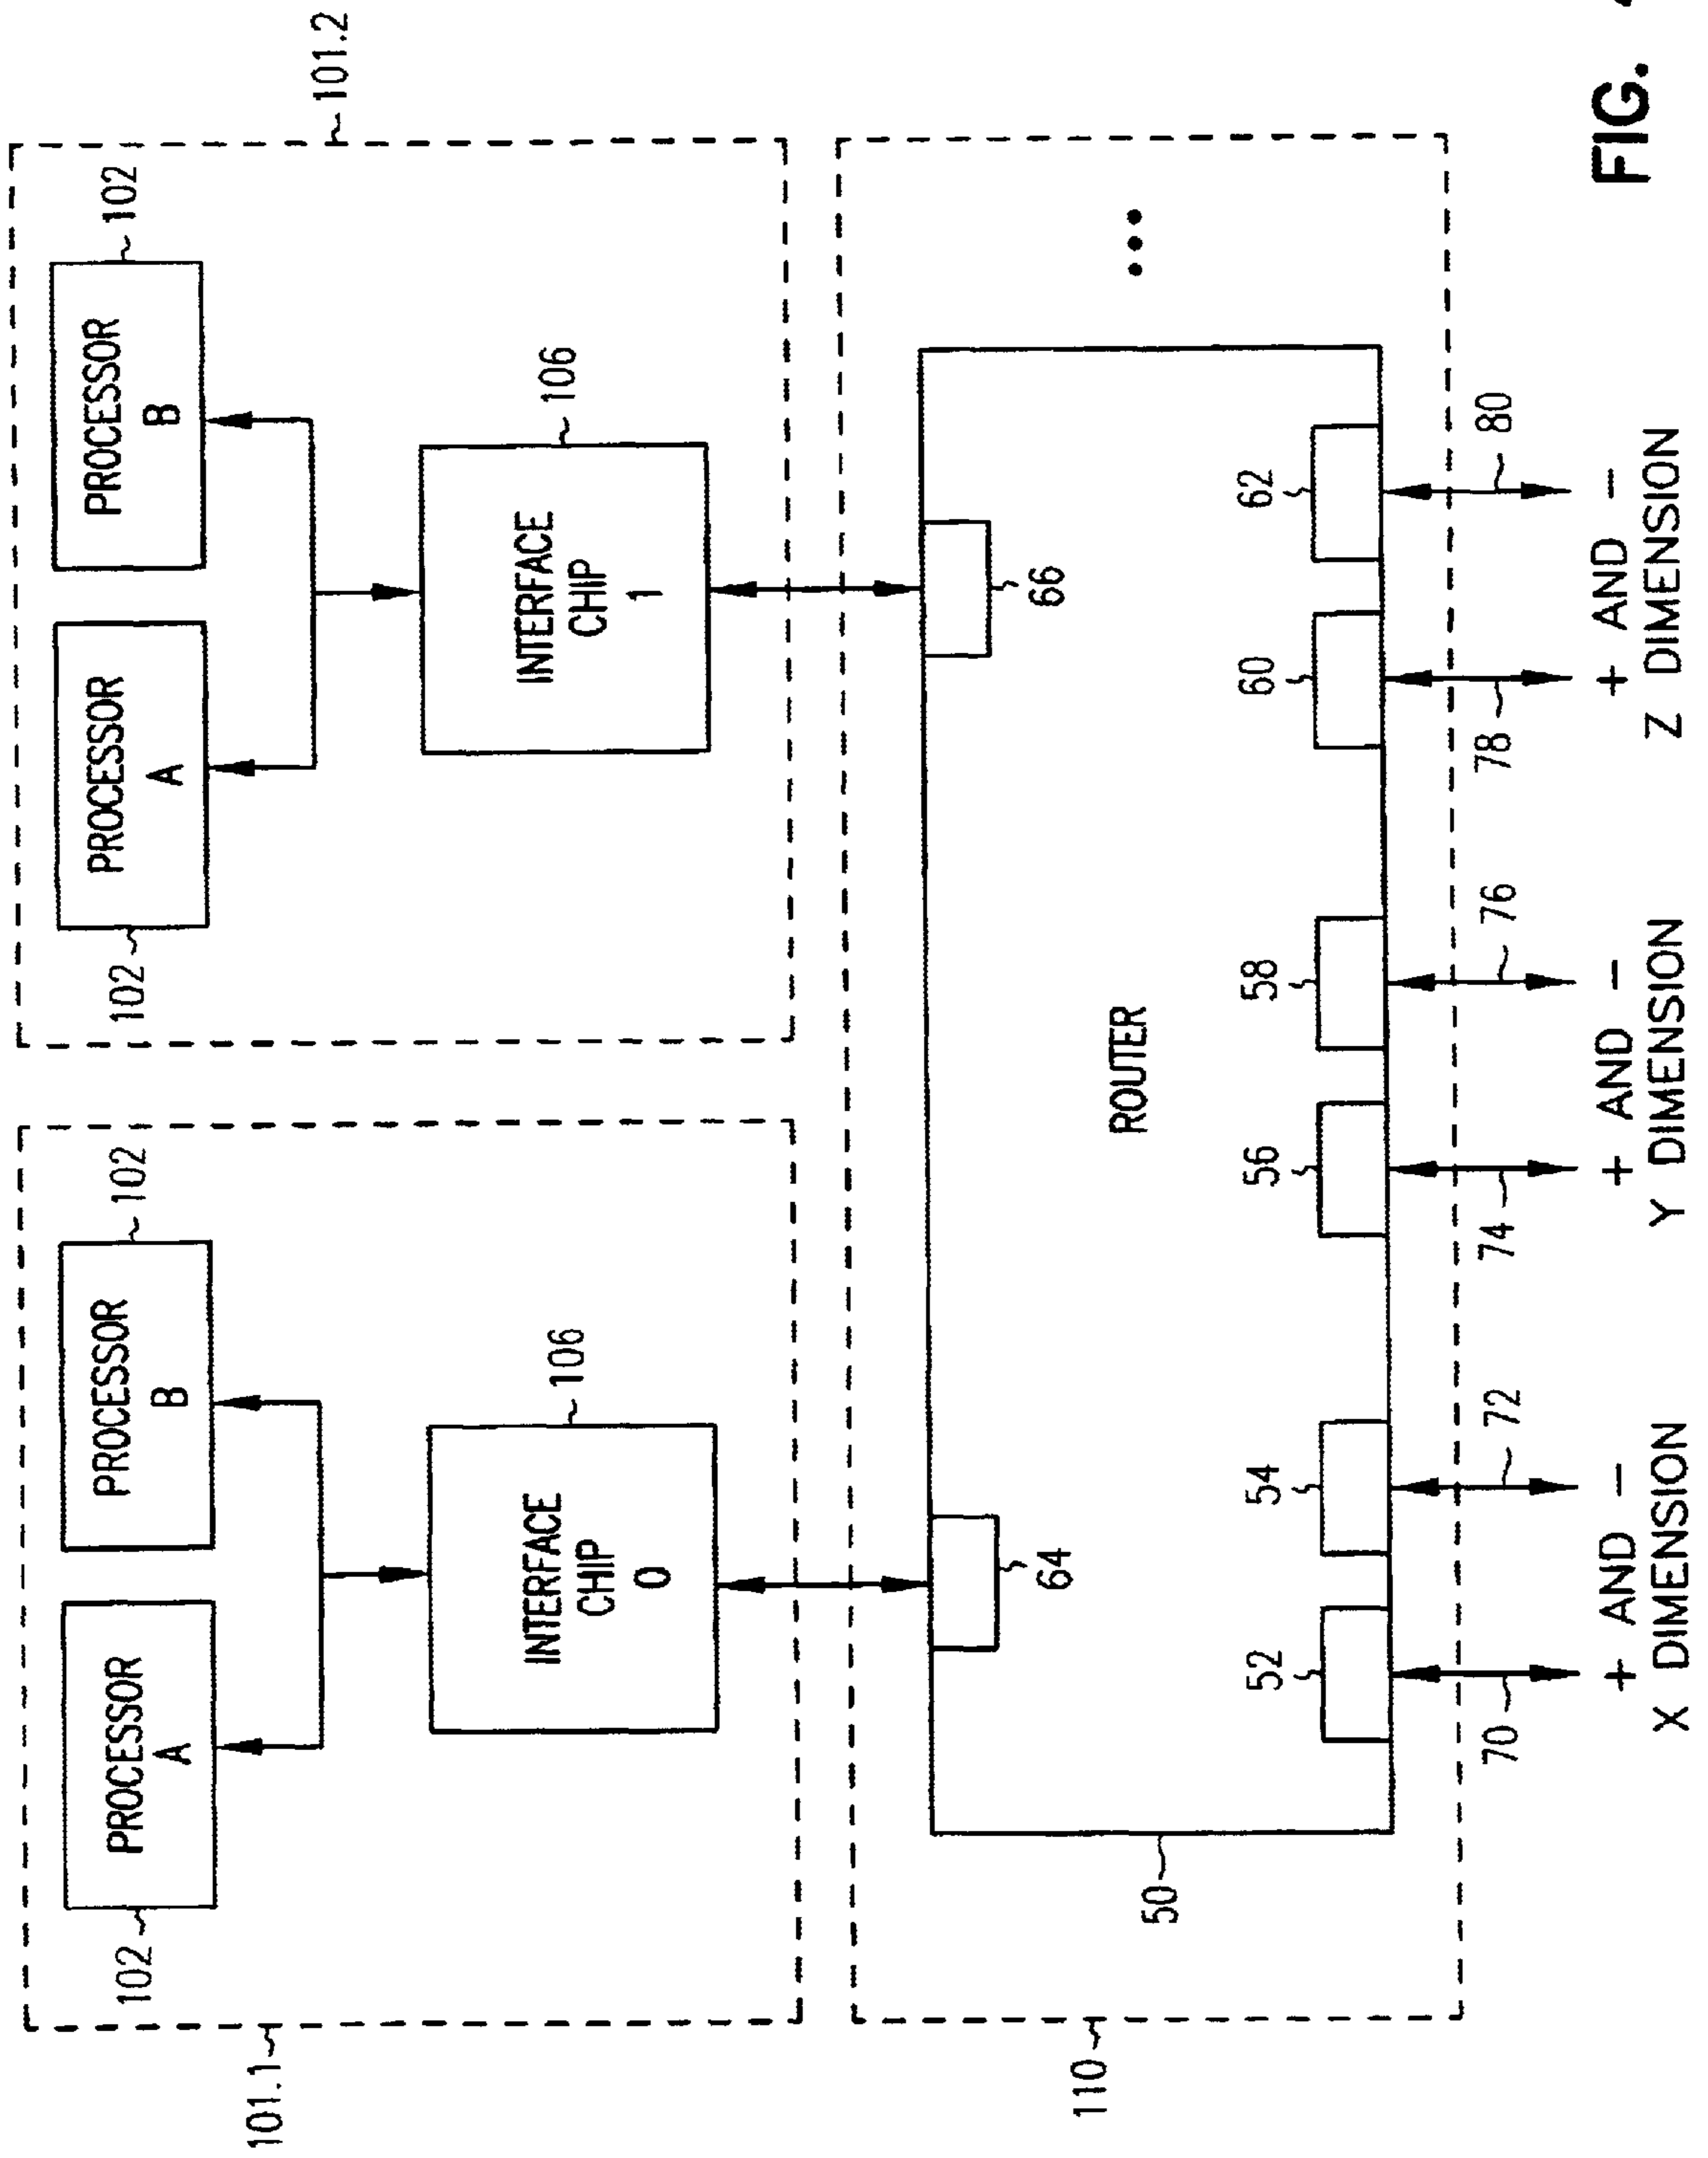 101.1
101.2
102
PROCESSOR
A
PROCESSOR
B
102
102
PROCESSOR
A
PROCESSOR
B
102
INTERFACE
CHIP
0
106
INTERFACE
CHIP
1
106
110
64
66
50
ROUTER
52
54
56
58
60
62
70
72
74
76
78
80
+ AND −
X DIMENSION
+ AND −
Y DIMENSION
+ AND −
Z DIMENSION
FIG.